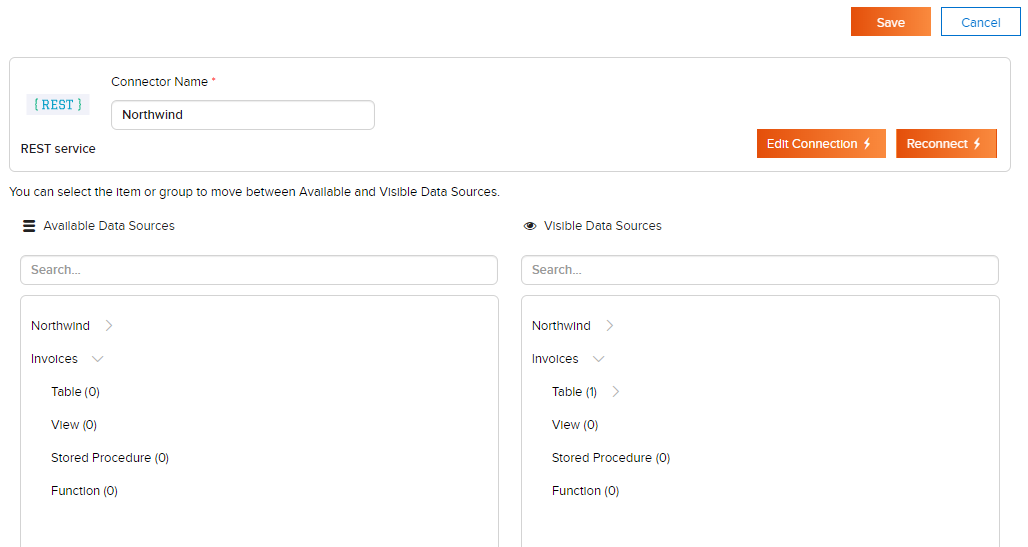 Save Cancel
Connector Name *
{ REST }
Northwind
REST service
Edit Connection Reconnect
You can select the item or group to move between Available and Visible Data Sources.
Available Data Sources
Search...
Northwind
Invoices
Table (0)
View (0)
Stored Procedure (0)
Function (0)
Visible Data Sources
Search...
Northwind
Invoices
Table (1)
View (0)
Stored Procedure (0)
Function (0)